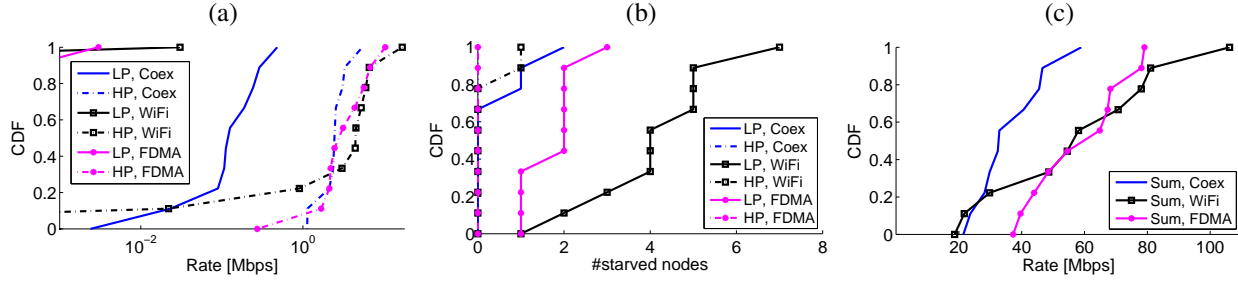 (a)
CDF
1
0.8
0.6
0.4
0.2
0
LP, Coex
HP, Coex
LP, WiFi
HP, WiFi
LP, FDMA
HP, FDMA
10^-2
10^0
Rate [Mbps]
(b)
CDF
1
0.8
0.6
0.4
0.2
0
LP, Coex
HP, Coex
LP, WiFi
HP, WiFi
LP, FDMA
HP, FDMA
0 2 4 6 8
#starved nodes
(c)
CDF
1
0.8
0.6
0.4
0.2
0
Sum, Coex
Sum, WiFi
Sum, FDMA
20 40 60 80 100
Rate [Mbps]